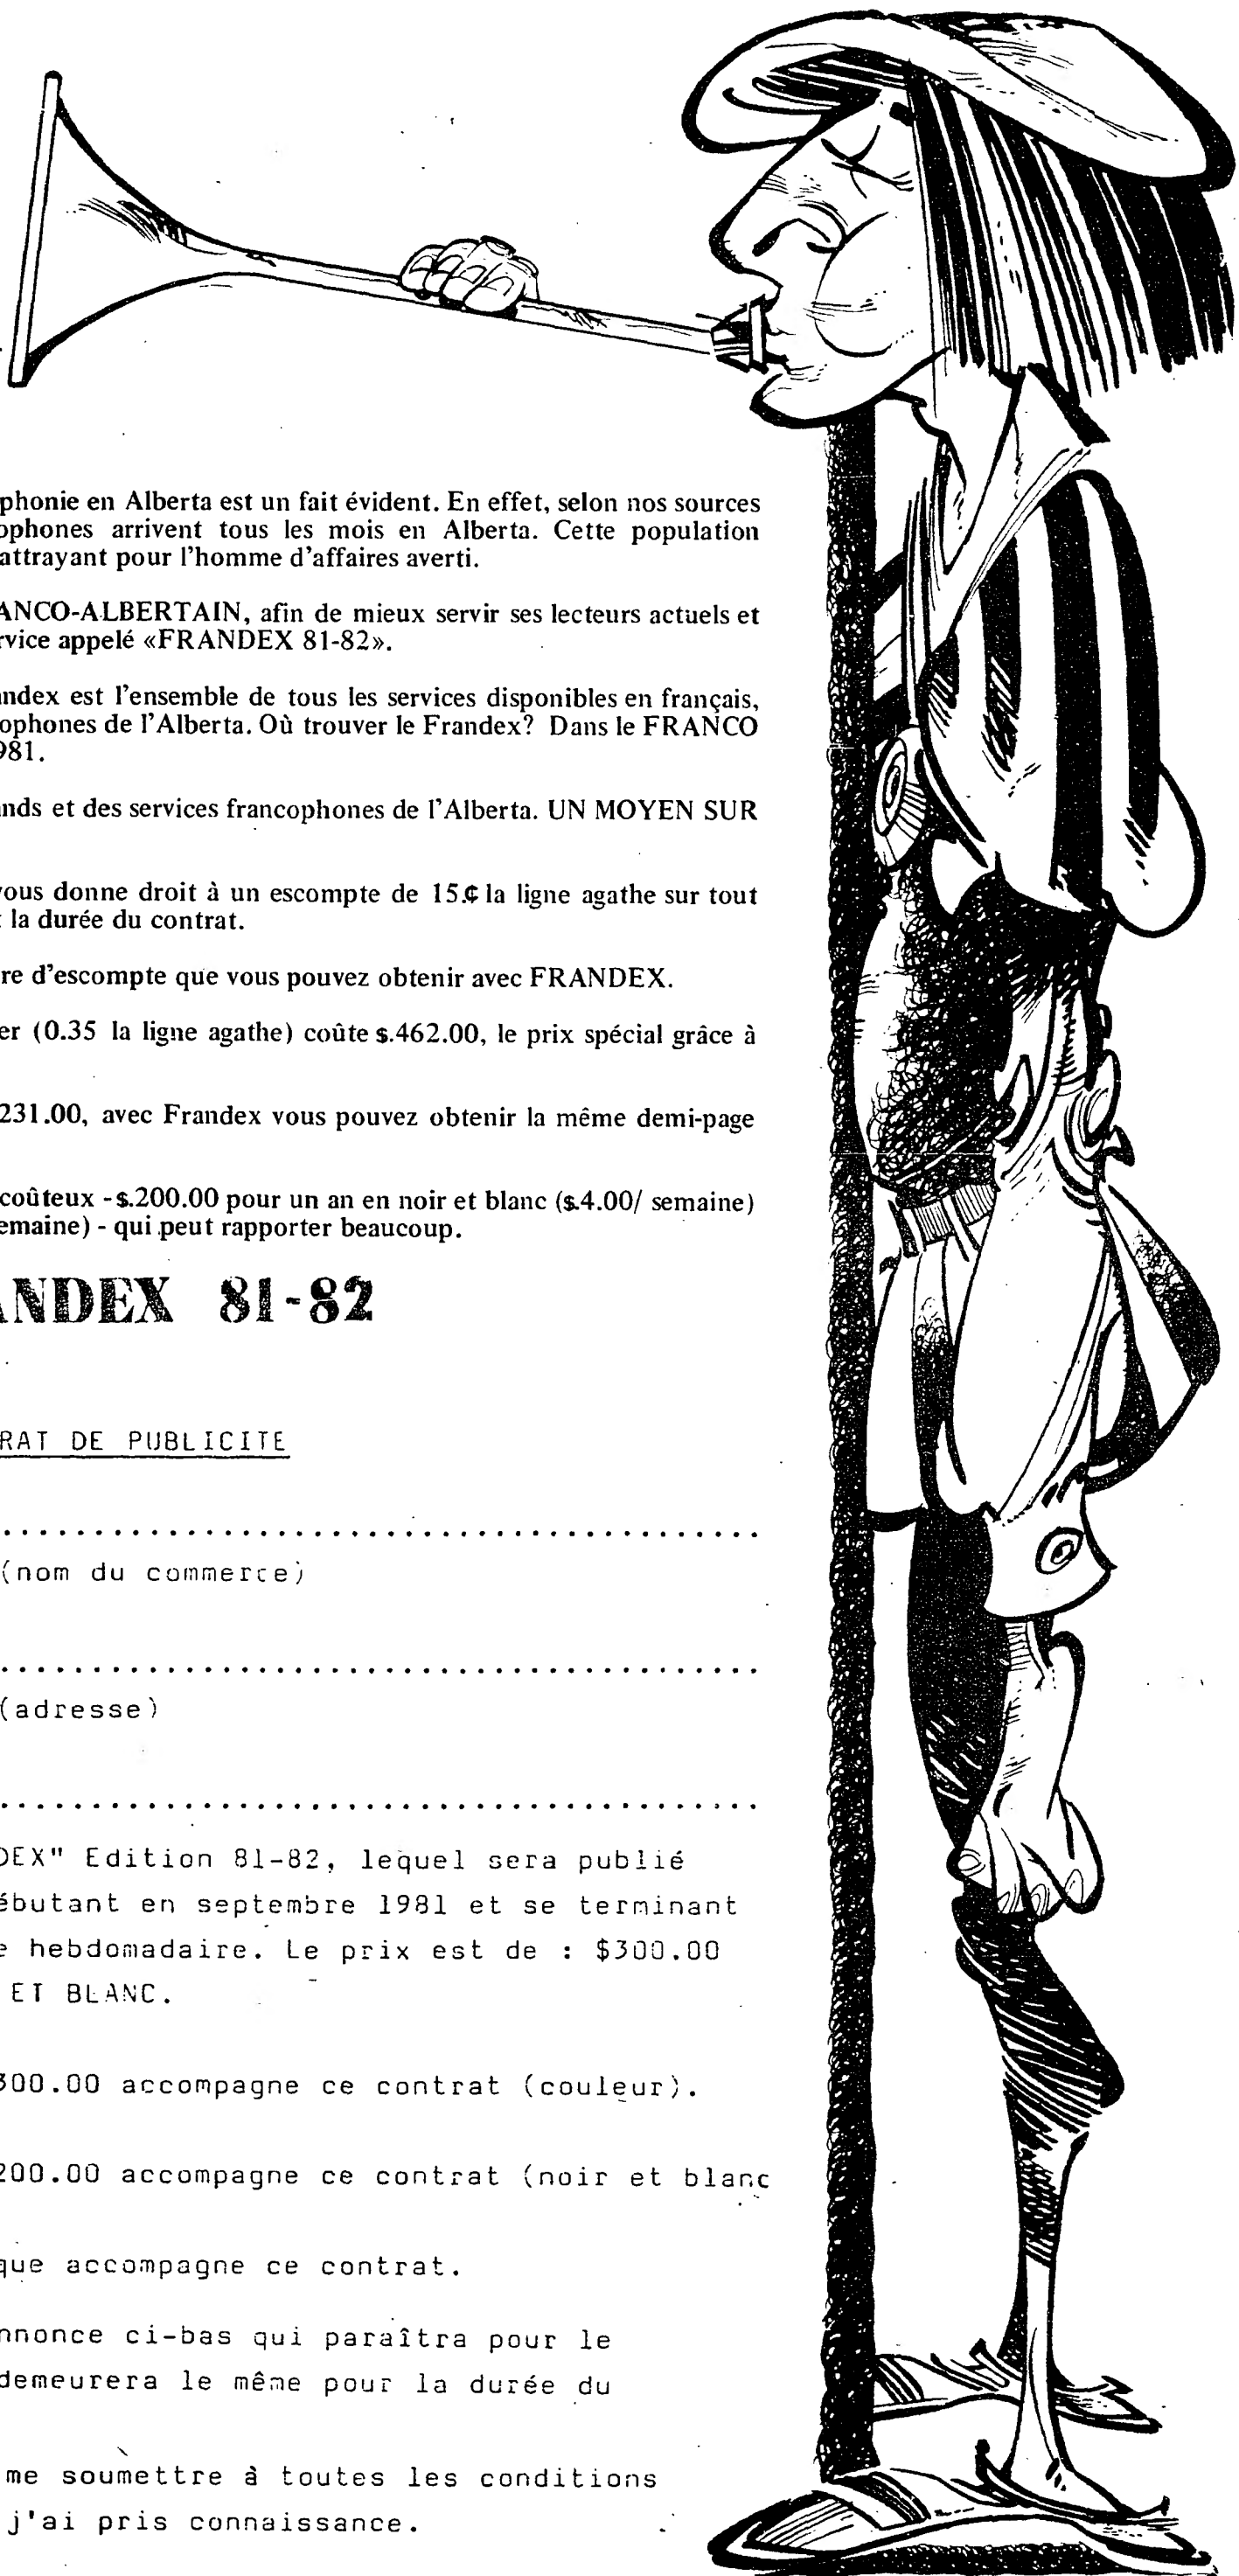 phonie en Alberta est un fait évident. En effet, selon nos sources
ophones arrivent tous les mois en Alberta. Cette population
attrayant pour l'homme d'affaires averti.
ANCO-ALBERTAIN, afin de mieux servir ses lecteurs actuels et
rvice appelé «FRANDEX 81-82».
ndex est l'ensemble de tous les services disponibles en français,
ophones de l'Alberta. Où trouver le Frandex? Dans le FRANCO
981.
nds et des services francophones de l'Alberta. UN MOYEN SUR
vous donne droit à un escompte de 15.¢ la ligne agathe sur tout
la durée du contrat.
re d'escompte que vous pouvez obtenir avec FRANDEX.
er (0.35 la ligne agathe) coûte $.462.00, le prix spécial grâce à
231.00, avec Frandex vous pouvez obtenir la même demi-page
coûteux -$.200.00 pour un an en noir et blanc ($.4.00/ semaine)
emaine) - qui peut rapporter beaucoup.
ANDEX 81-82
RAT DE PUBLICITE
........................................
(nom du commerce)
........................................
(adresse)
........................................
DEX" Edition 81-82, lequel sera publié
ébutant en septembre 1981 et se terminant
e hebdomadaire. Le prix est de : $300.00
ET BLANC.
300.00 accompagne ce contrat (couleur).
200.00 accompagne ce contrat (noir et blanc
que accompagne ce contrat.
nnonce ci-bas qui paraîtra pour le
demeurera le même pour la durée du
me soumettre à toutes les conditions
j'ai pris connaissance.